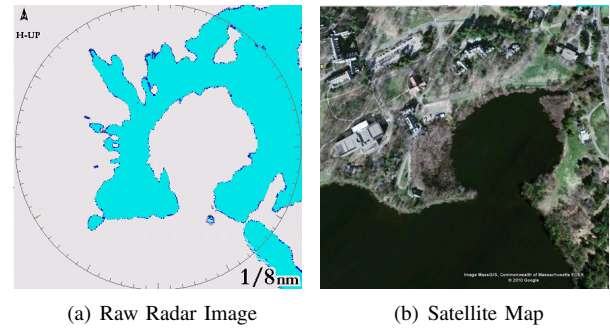 H-UP
1/8nm
Image MassGIS, Commonwealth of Massachusetts EOEA
© 2010 Google
(a) Raw Radar Image
(b) Satellite Map